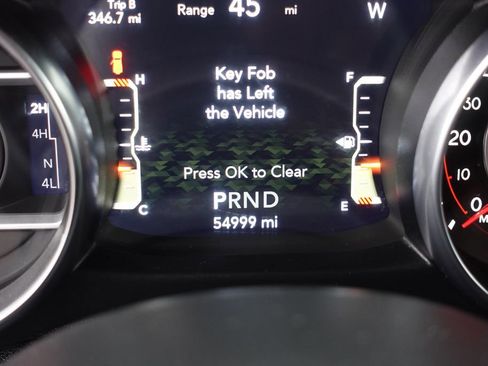 Trip B
346.7 mi
Range 45 mi
W
H
F
Key Fob
has Left
the Vehicle
2H
4H
N
4L
E
Press OK to Clear
PRND
C
E
54999 mi
30
20
10
0
M